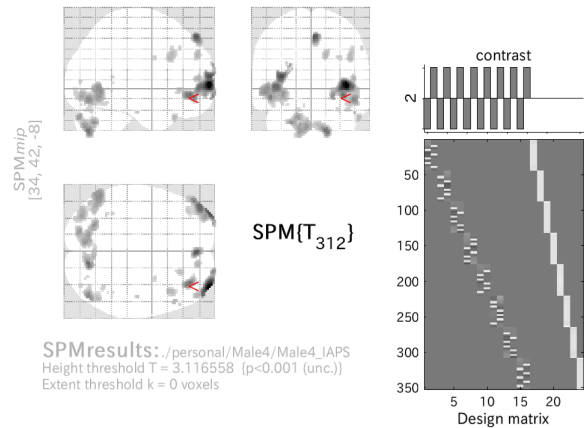 contrast
2
SPMmip
[34, 42, -8]
SPM{T312}
SPMresults: ./personal/Male4/Male4_IAPS
Height threshold T = 3.116558 {p<0.001 (unc.)}
Extent threshold k = 0 voxels
50
100
150
200
250
300
350
5 10 15 20
Design matrix